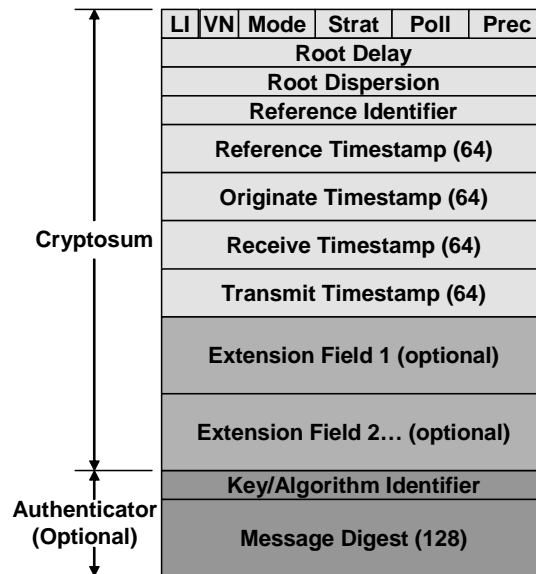 LI VN Mode Strat Poll Prec
Root Delay
Root Dispersion
Reference Identifier
Reference Timestamp (64)
Originate Timestamp (64)
Cryptosum
Receive Timestamp (64)
Transmit Timestamp (64)
Extension Field 1 (optional)
Extension Field 2… (optional)
Key/Algorithm Identifier
Authenticator
(Optional)
Message Digest (128)